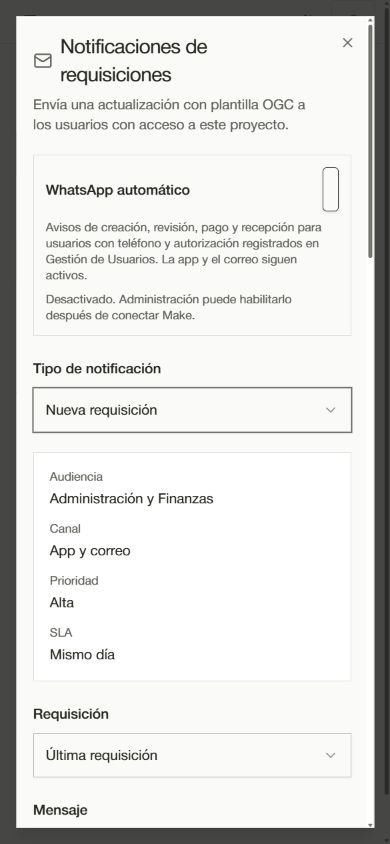 Notificaciones de
requisiciones
Envía una actualización con plantilla OGC a
los usuarios con acceso a este proyecto.
WhatsApp automático
Avisos de creación, revisión, pago y recepción para
usuarios con teléfono y autorización registrados en
Gestión de Usuarios. La app y el correo siguen
activos.
Desactivado. Administración puede habilitarlo
después de conectar Make.
Tipo de notificación
Nueva requisición
Audiencia
Administración y Finanzas
Canal
App y correo
Prioridad
Alta
SLA
Mismo día
Requisición
Última requisición
Mensaje